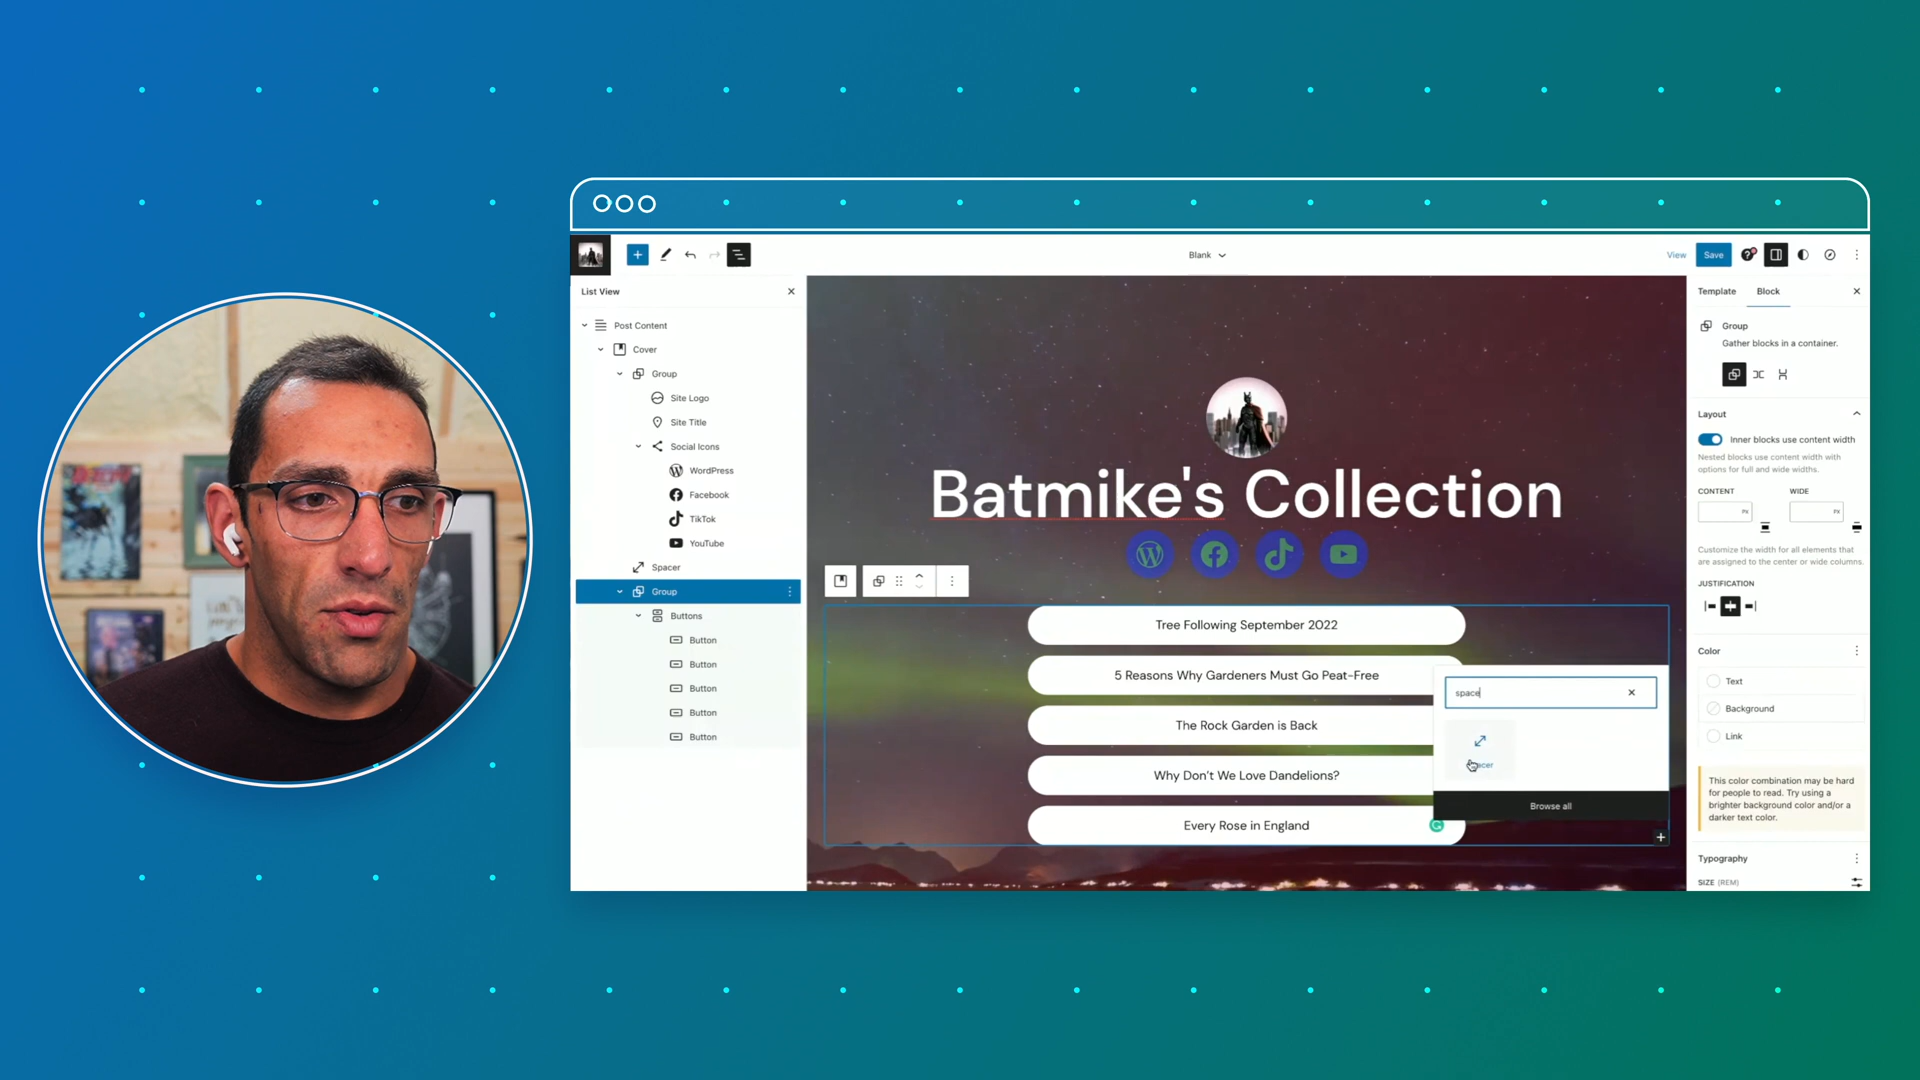 Blank
View
Save
List View
Post Content
Cover
Group
Site Logo
Site Title
Social Icons
WordPress
Facebook
TikTok
YouTube
Spacer
Group
Buttons
Button
Button
Button
Button
Button
Batmike's Collection
Tree Following September 2022
5 Reasons Why Gardeners Must Go Peat-Free
The Rock Garden is Back
Why Don't We Love Dandelions?
Every Rose in England
space
Browse all
Template
Block
Group
Gather blocks in a container.
Layout
Inner blocks use content width
Nested blocks use content width with
options for full and wide widths.
CONTENT
WIDE
PX
PX
Customize the width for all elements that
are assigned to the center or wide columns.
JUSTIFICATION
Color
Text
Background
Link
This color combination may be hard
for people to read. Try using a
brighter background color and/or a
darker text color.
Typography
SIZE (REM)